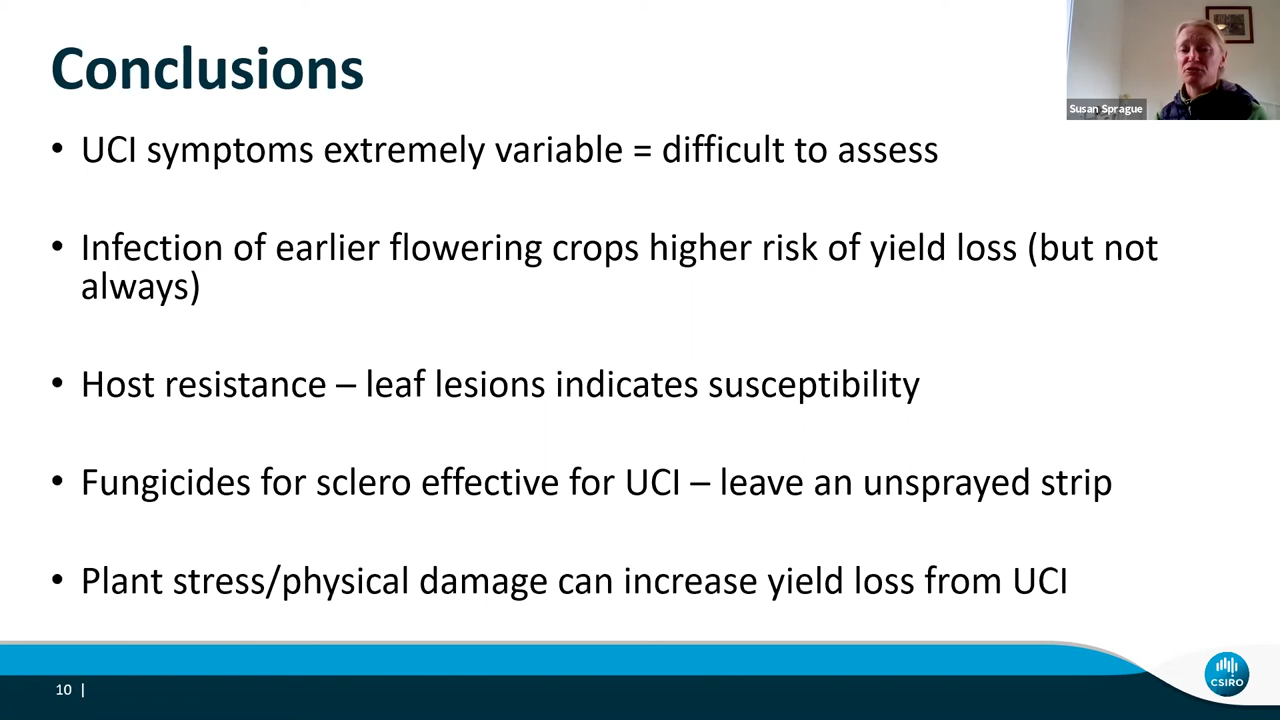 Conclusions
Susan Sprague
• UCI symptoms extremely variable = difficult to assess
• Infection of earlier flowering crops higher risk of yield loss (but not
always)
• Host resistance – leaf lesions indicates susceptibility
• Fungicides for sclero effective for UCI – leave an unsprayed strip
• Plant stress/physical damage can increase yield loss from UCI
10 |
CSIRO